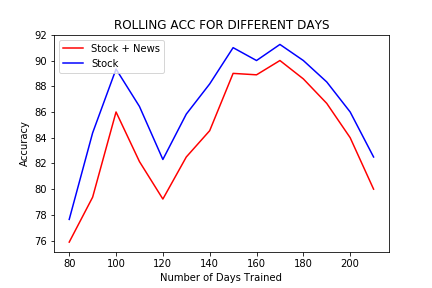 ROLLING ACC FOR DIFFERENT DAYS
92
90
88
86
84
82
80
78
76
Accuracy
Stock + News
Stock
80 100 120 140 160 180 200
Number of Days Trained